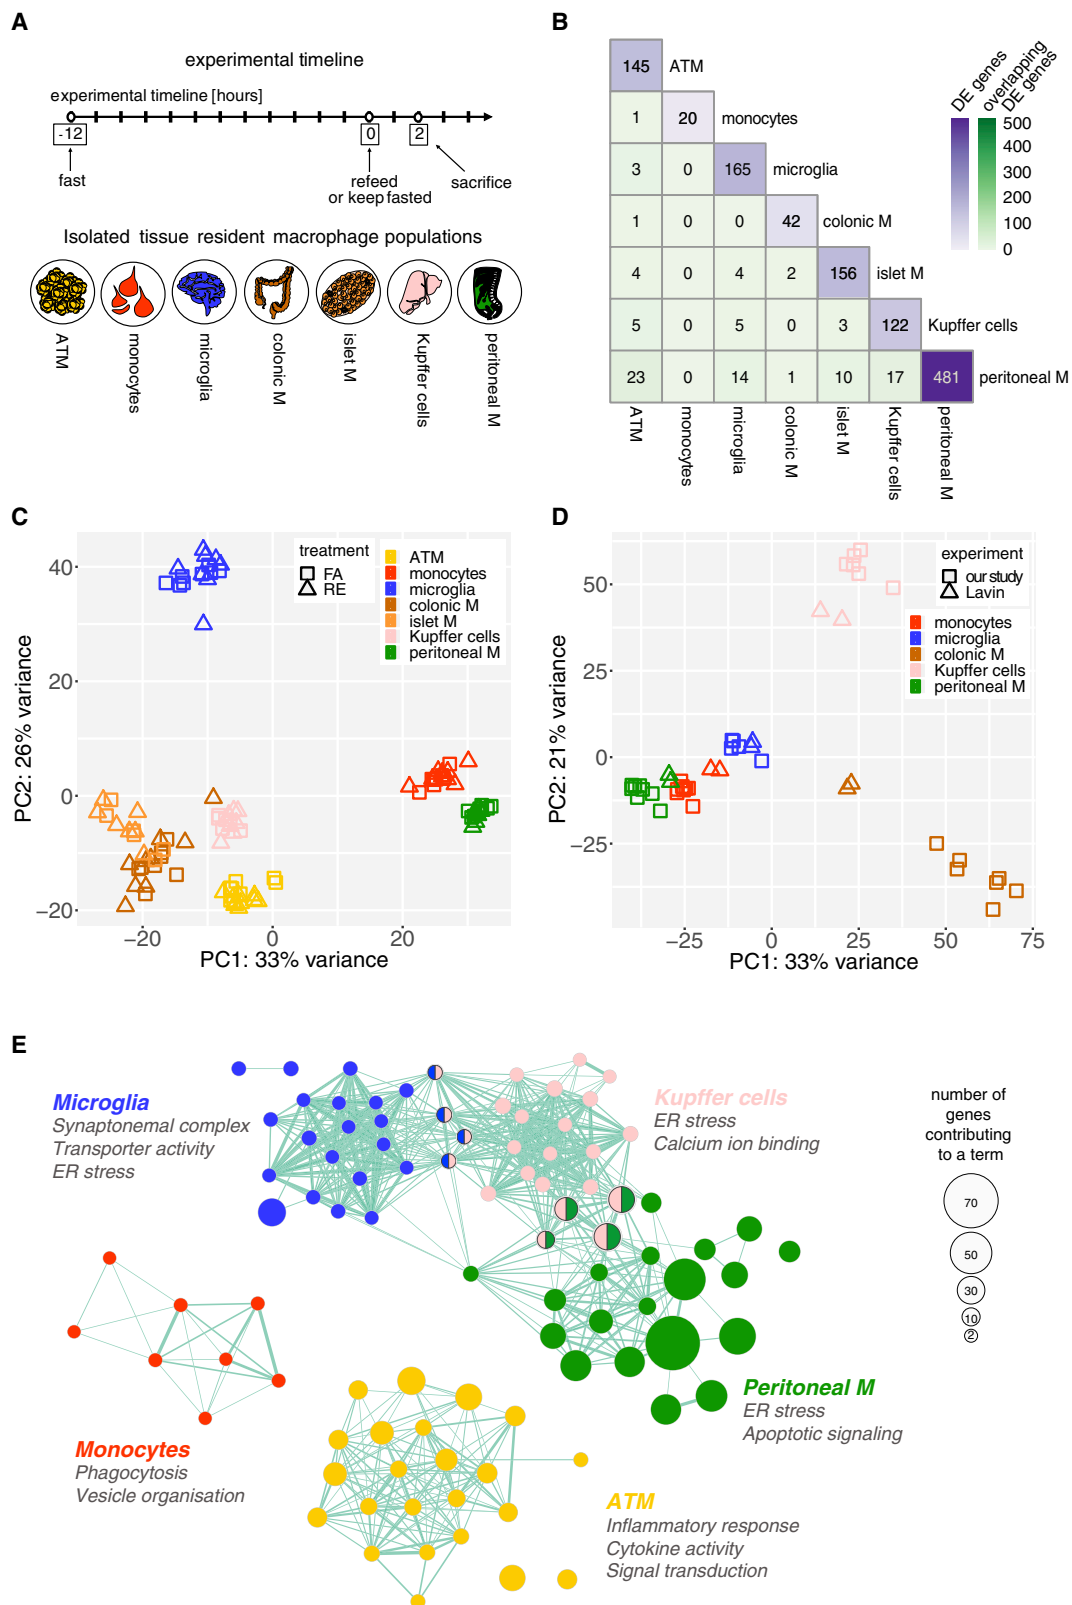 A
experimental timeline
experimental timeline [hours]
-12
0
2
fast
refeed
or keep fasted
sacrifice
Isolated tissue resident macrophage populations
ATM
monocytes
microglia
colonic M
islet M
Kupffer cells
peritoneal M
B
DE genes
overlapping
DE genes
500
400
300
200
100
0
145 ATM
1 20 monocytes
3 0 165 microglia
1 0 0 42 colonic M
4 0 4 2 156 islet M
5 0 5 0 3 122 Kupffer cells
23 0 14 1 10 17 481 peritoneal M
ATM
monocytes
microglia
colonic M
islet M
Kupffer cells
peritoneal M
C
treatment
FA
RE
ATM
monocytes
microglia
colonic M
islet M
Kupffer cells
peritoneal M
40
20
0
−20
PC2: 26% variance
−20
0
20
PC1: 33% variance
D
experiment
our study
Lavin
monocytes
microglia
colonic M
Kupffer cells
peritoneal M
50
25
0
−25
PC2: 21% variance
−25
0
25
50
75
PC1: 33% variance
E
Microglia
Synaptonemal complex
Transporter activity
ER stress
Kupffer cells
ER stress
Calcium ion binding
number of
genes
contributing
to a term
70
50
30
10
2
Peritoneal M
ER stress
Apoptotic signaling
Monocytes
Phagocytosis
Vesicle organisation
ATM
Inflammatory response
Cytokine activity
Signal transduction